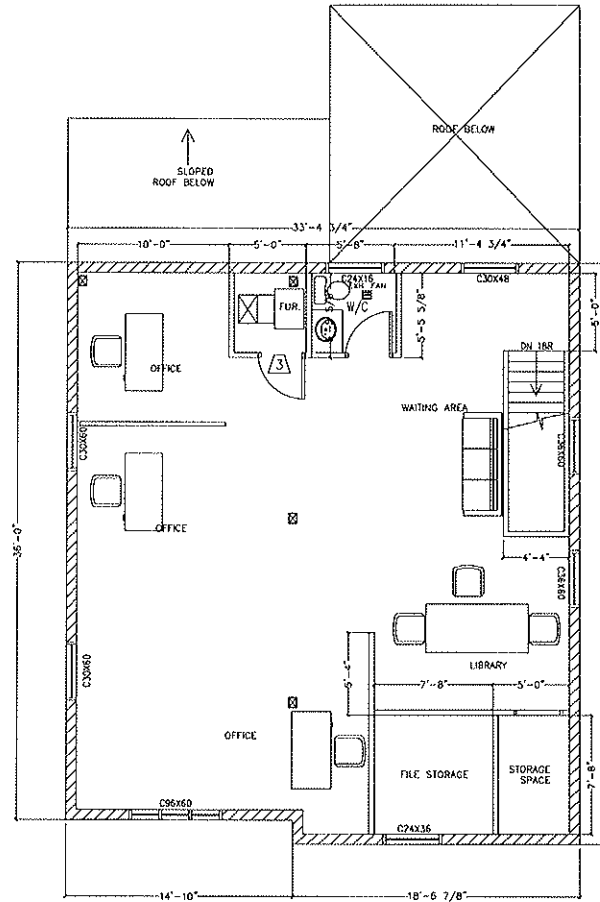 ROOF BELOW
SLOPED
ROOF BELOW
33'-4 3/4"
10'-0"
5'-0"
5'-8"
11'-4 3/4"
C24X16
C30X48
EXH FAN
FUR.
W/C
5'-5 5/8"
5'-0"
DN 18R
3
OFFICE
WAITING AREA
C30X60
C36X60
OFFICE
36'-0"
4'-4"
C36X60
C30X60
LIBRARY
5'-4"
7'-8"
5'-0"
OFFICE
FILE STORAGE
STORAGE
SPACE
7'-8"
C96X60
C24X36
14'-10"
18'-6 7/8"